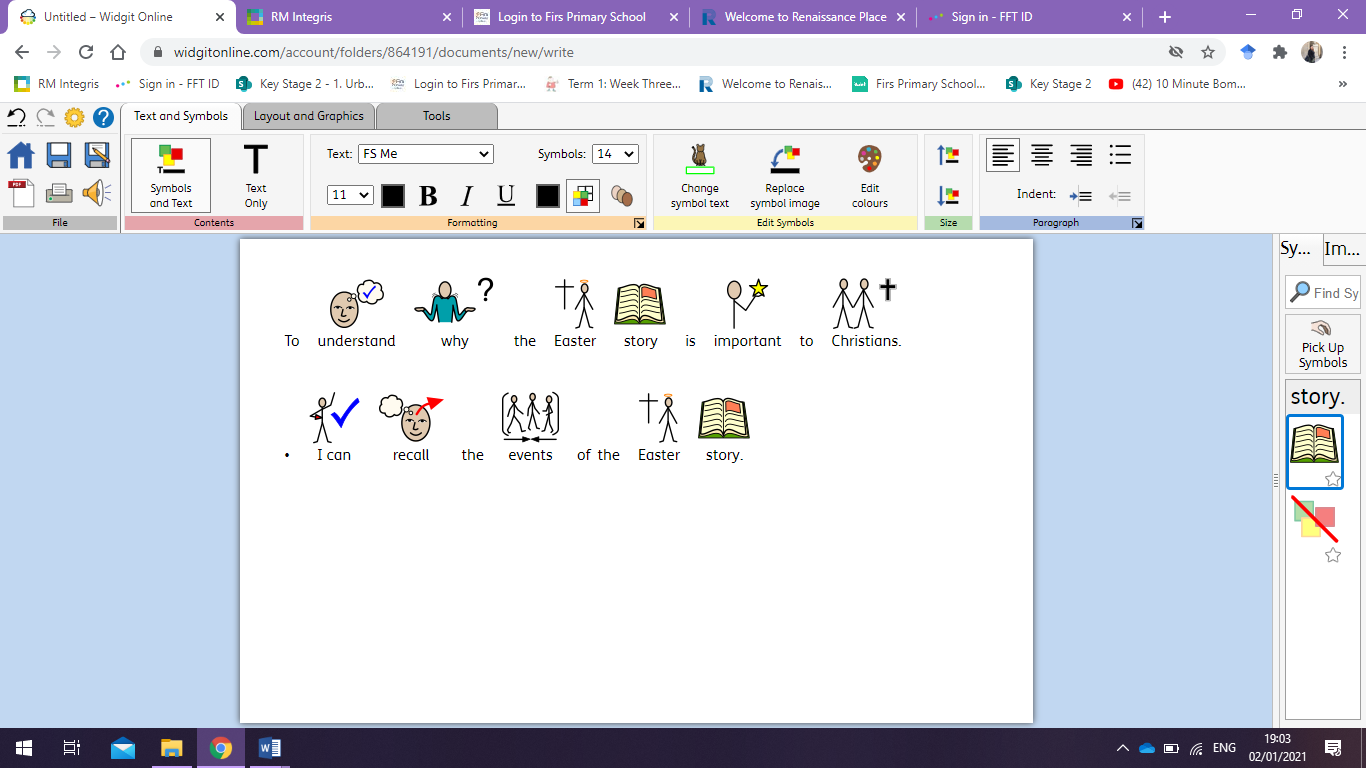 Untitled – Widgit Online RM Integris Login to Firs Primary School Welcome to Renaissance Place Sign in - FFT ID
widgitonline.com/account/folders/864191/documents/new/write
RM Integris Sign in - FFT ID Key Stage 2 - 1. Urb... Login to Firs Primar... Term 1: Week Three... Welcome to Renais... Firs Primary School... Key Stage 2 (42) 10 Minute Bom... »
Text and Symbols Layout and Graphics Tools
Text: FS Me Symbols: 14
Symbols and Text
Text Only
11 B I U
Change symbol text
Replace symbol image
Edit colours
Indent:
File Contents Formatting Edit Symbols Size Paragraph
Sy... Im...
Find Sy
Pick Up Symbols
story.
To understand why the Easter story is important to Christians.
• I can recall the events of the Easter story.
ENG 19:03
02/01/2021